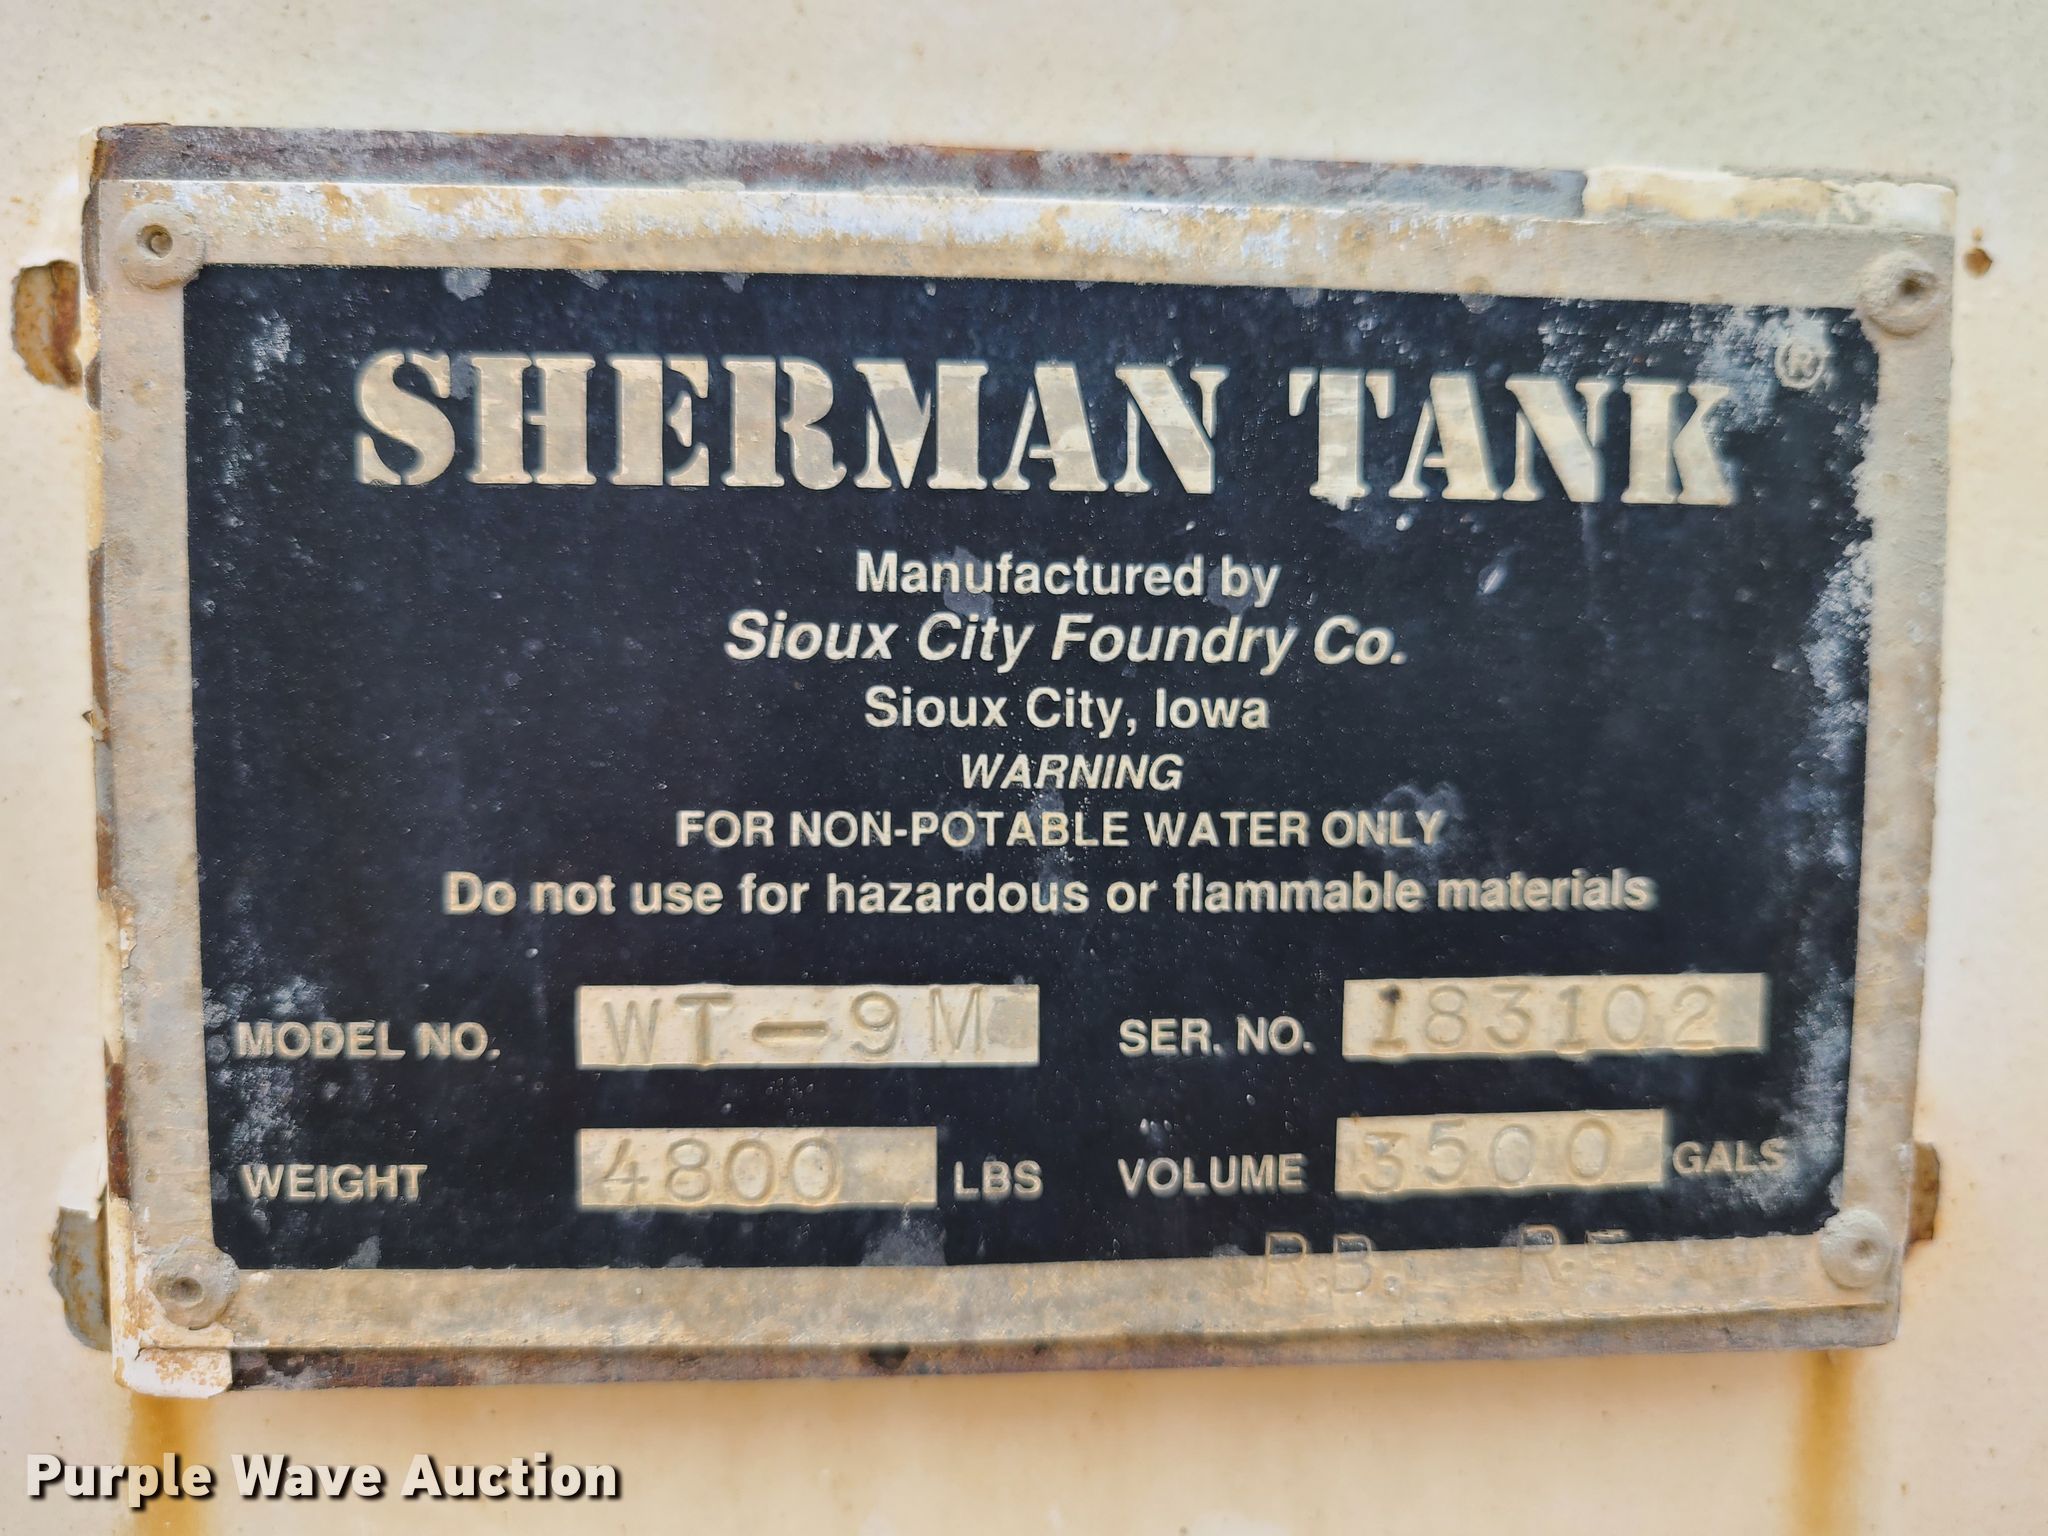 SHERMAN TANK ®
Manufactured by
Sioux City Foundry Co.
Sioux City, Iowa
WARNING
FOR NON-POTABLE WATER ONLY
Do not use for hazardous or flammable materials
MODEL NO. WT-9M SER. NO. 183102
WEIGHT 4800 LBS VOLUME 3500 GALS
R.B. R.F.
Purple Wave Auction